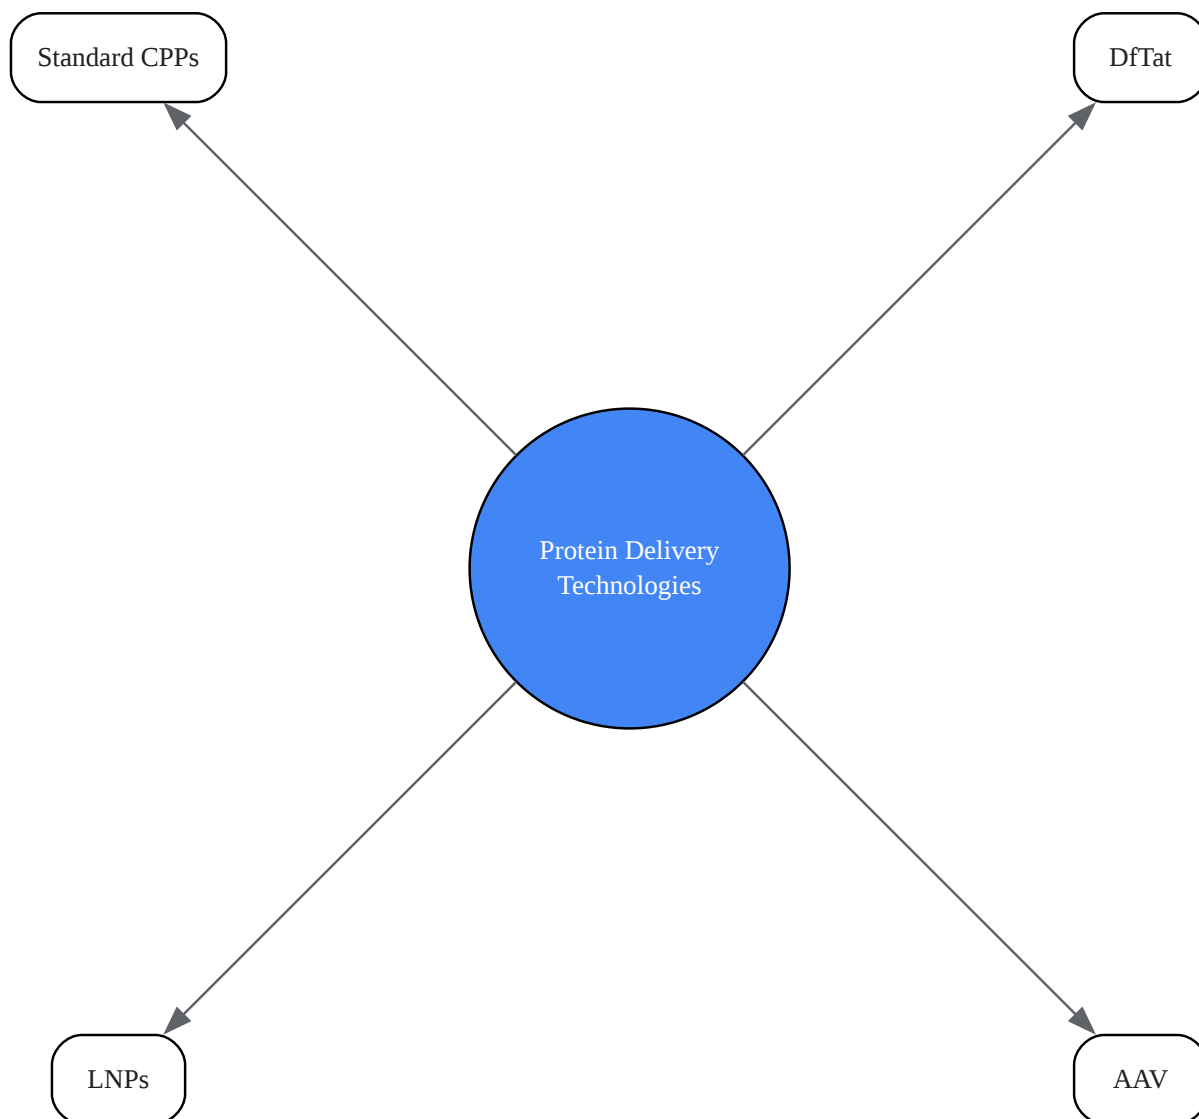 Standard CPPs
DfTat
Protein Delivery
Technologies
LNPs
AAV